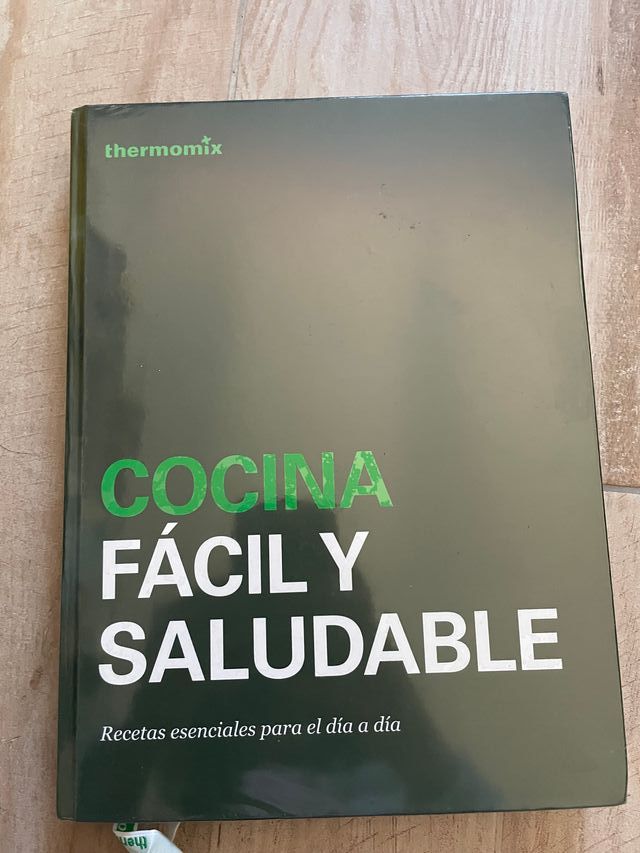 thermomix
COCINA
FÁCIL Y
SALUDABLE
Recetas esenciales para el día a día